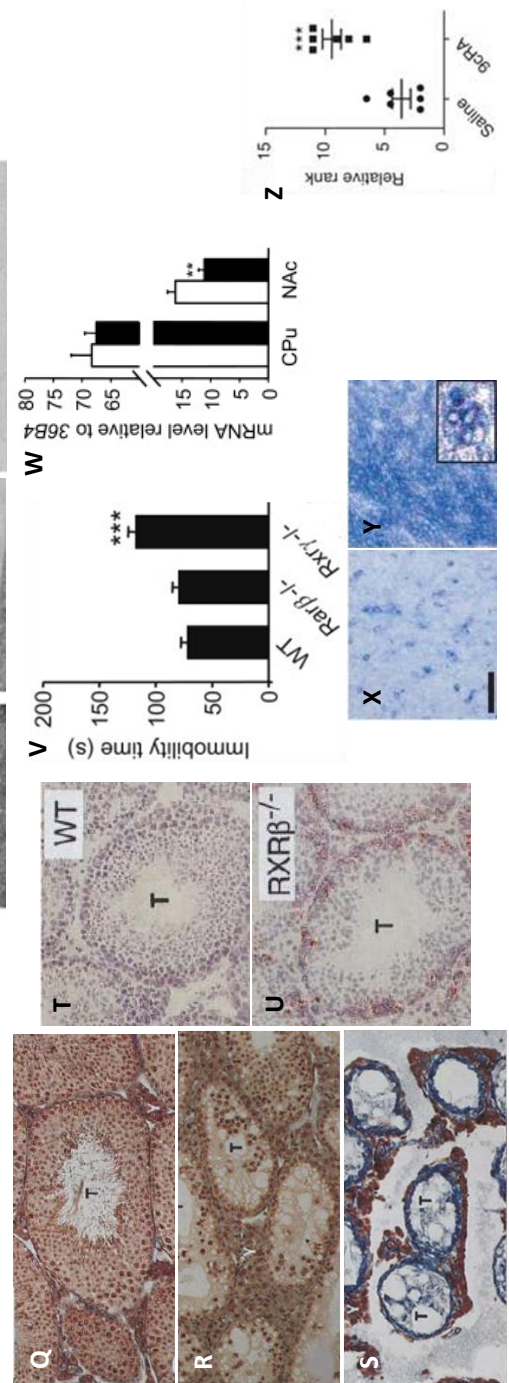 Q
T
Y
R
T
Y
S
T
T
T
WT
T
U
RXRβ-/-
T
V
Immobility time (s)
200
150
100
50
0
***
WT
Rarβ-/-
Rxrγ-/-
W
mRNA level relative to 36B4
80
75
70
65
15
10
5
0
**
CPu
NAc
X
Y
Z
Relative rank
15
10
5
0
***
Saline
9cRA